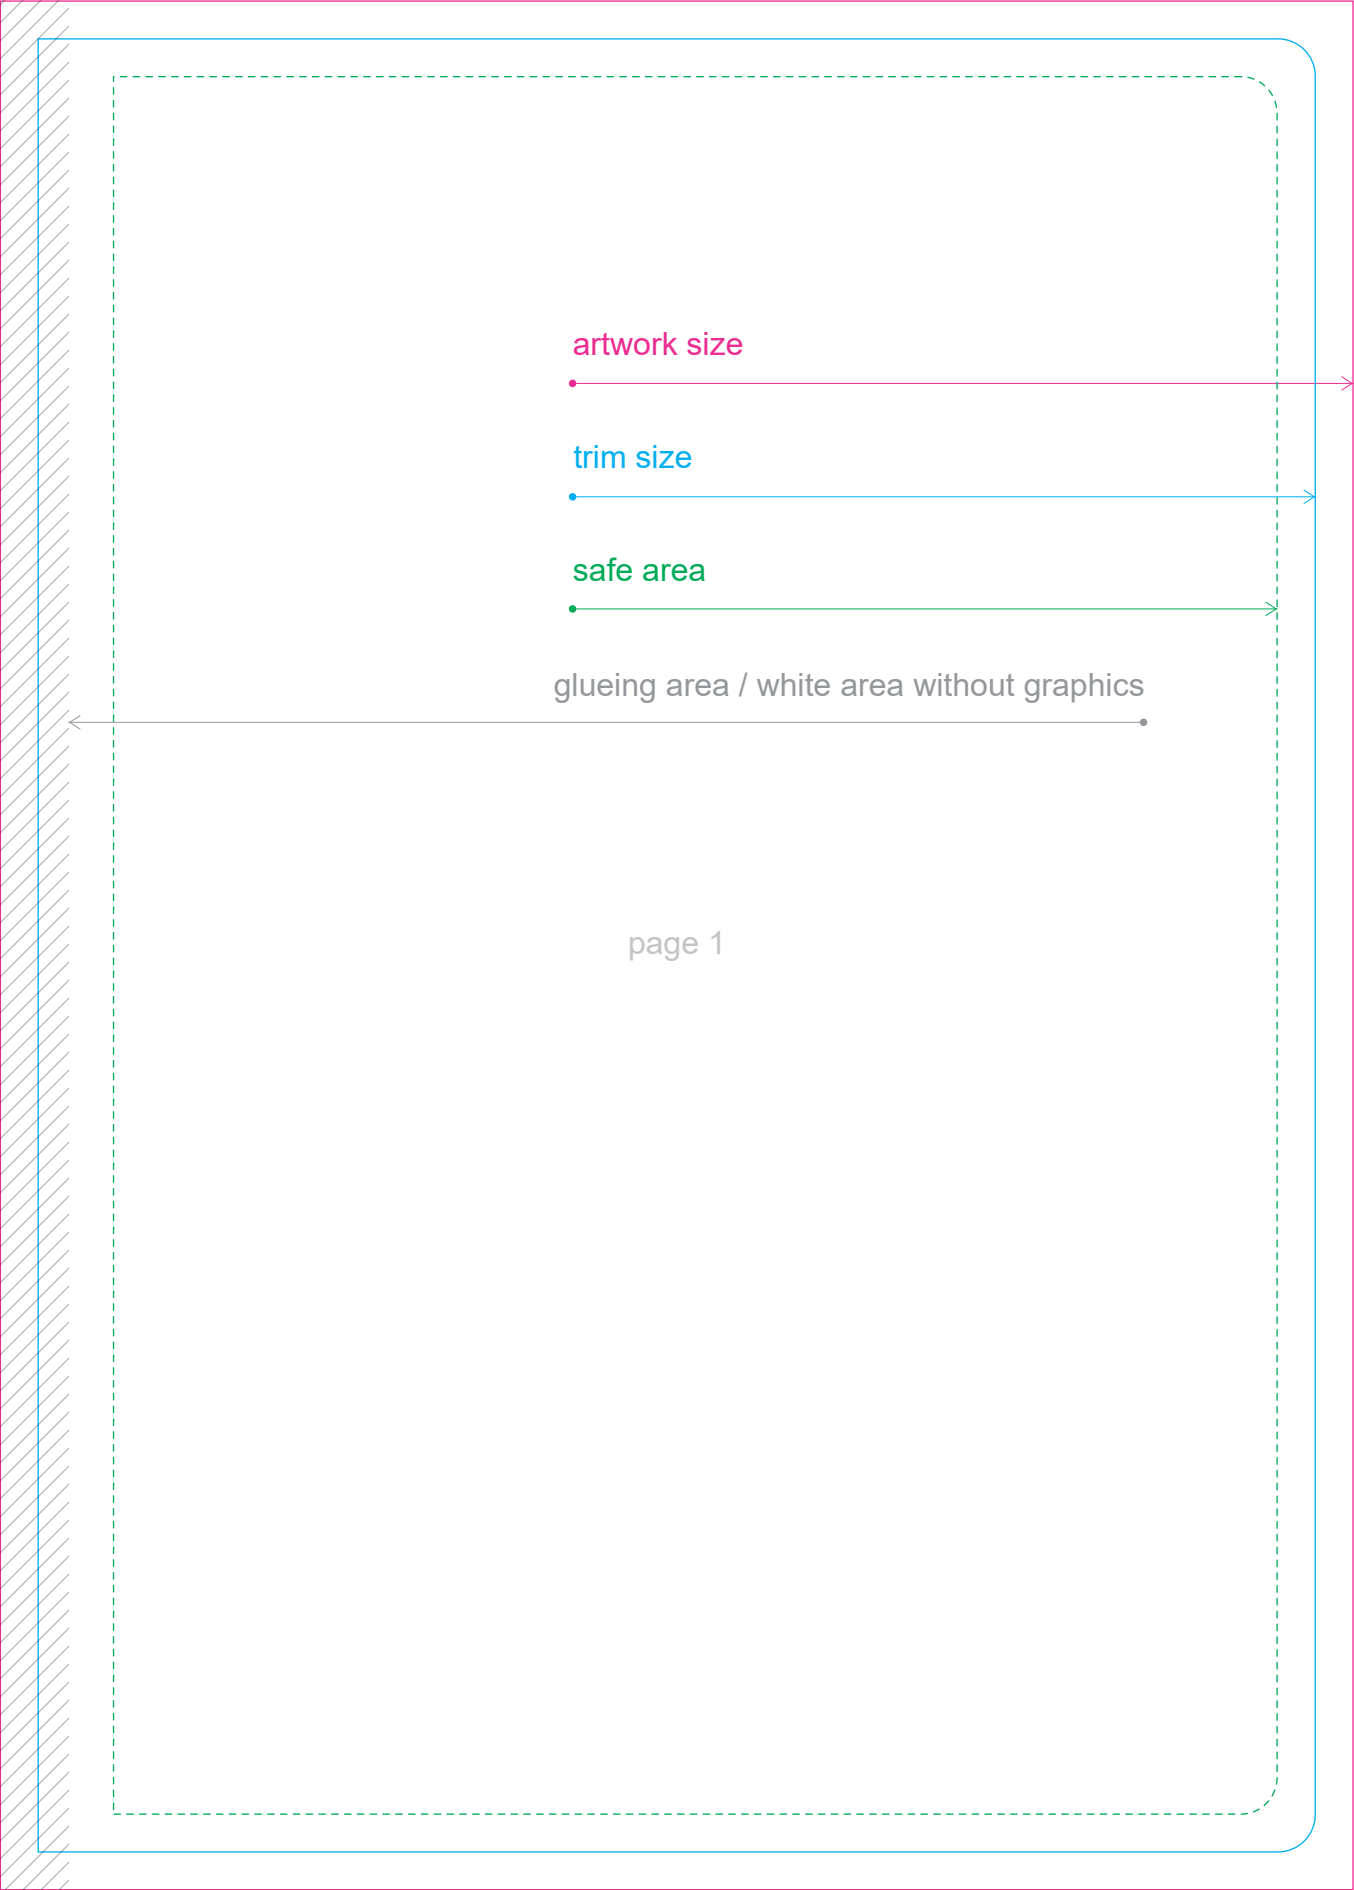 artwork size
trim size
safe area
glueing area / white area without graphics
page 1